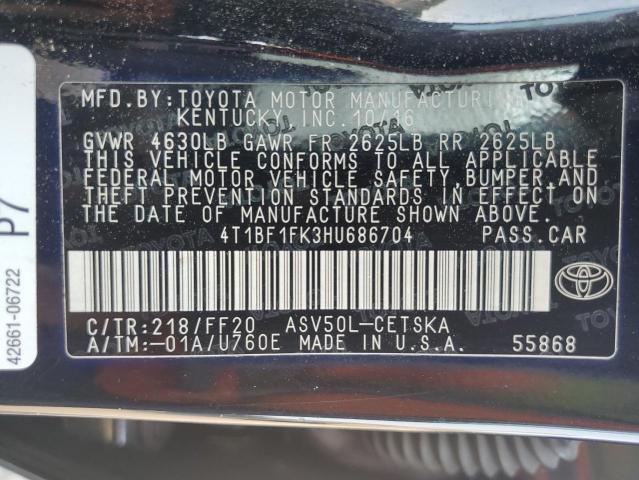 MFD.BY: TOYOTA MOTOR MANUFACTURING
KENTUCKY, INC. 10/16
GVWR 4630LB GAWR FR 2625LB RR 2625LB
THIS VEHICLE CONFORMS TO ALL APPLICABLE
FEDERAL MOTOR VEHICLE SAFETY, BUMPER, AND
THEFT PREVENTION STANDARDS IN EFFECT ON
THE DATE OF MANUFACTURE SHOWN ABOVE.
4T1BF1FK3HU686704 PASS.CAR
TOYOTA
C/TR:218/FF20 ASV50L-CETSKA
A/TM:-01A/U760E MADE IN U.S.A. 55868
P7
42661-06722